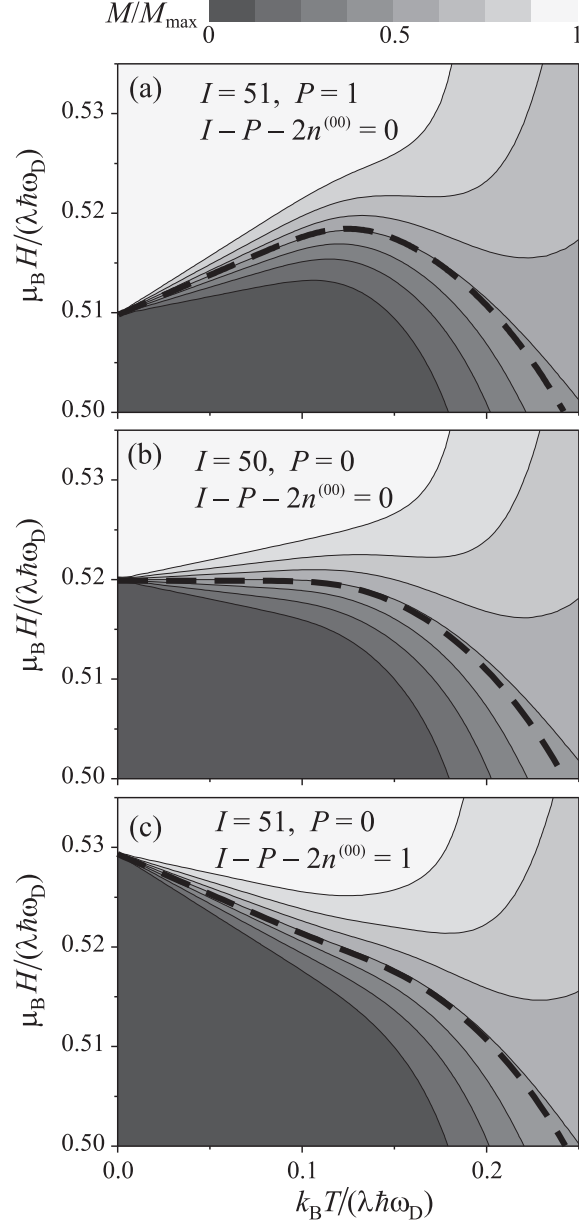 M/M_max 0 0.5 1
(a)
I = 51, P = 1
I – P – 2n^(00) = 0
0.53
0.52
0.51
0.50
μ_B H/(λħω_D)
(b)
I = 50, P = 0
I – P – 2n^(00) = 0
0.53
0.52
0.51
0.50
μ_B H/(λħω_D)
(c)
I = 51, P = 0
I – P – 2n^(00) = 1
0.53
0.52
0.51
0.50
μ_B H/(λħω_D)
0.0 0.1 0.2
k_B T/(λħω_D)